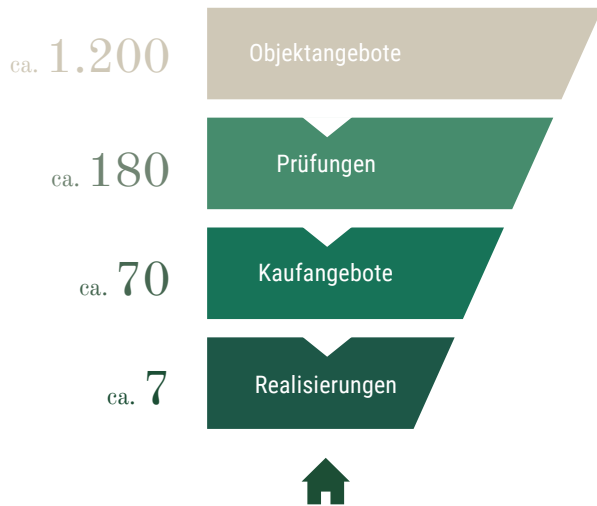 ca. 1.200 Objektangebote
ca. 180 Prüfungen
ca. 70 Kaufangebote
ca. 7 Realisierungen